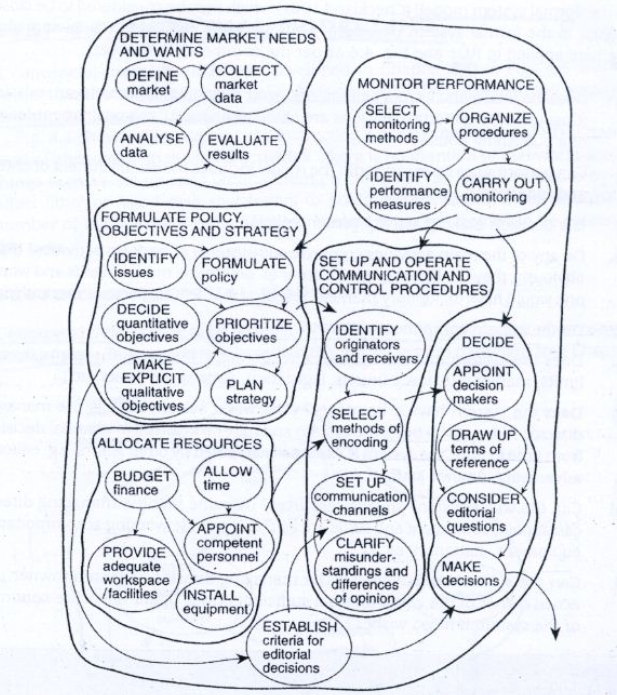 DETERMINE MARKET NEEDS
AND WANTS
DEFINE
market
COLLECT
market
data
ANALYSE
data
EVALUATE
results
MONITOR PERFORMANCE
SELECT
monitoring
methods
ORGANIZE
procedures
IDENTIFY
performance
measures
CARRY OUT
monitoring
FORMULATE POLICY,
OBJECTIVES AND STRATEGY
IDENTIFY
issues
FORMULATE
policy
DECIDE
quantitative
objectives
PRIORITIZE
objectives
MAKE
EXPLICIT
qualitative
objectives
PLAN
strategy
SET UP AND OPERATE
COMMUNICATION AND
CONTROL PROCEDURES
IDENTIFY
originators
and receivers
SELECT
methods of
encoding
SET UP
communication
channels
CLARIFY
misunder-
standings and
differences
of opinion
DECIDE
APPOINT
decision
makers
DRAW UP
terms of
reference
CONSIDER
editorial
questions
MAKE
decisions
ALLOCATE RESOURCES
BUDGET
finance
ALLOW
time
APPOINT
competent
personnel
PROVIDE
adequate
workspace
/facilities
INSTALL
equipment
ESTABLISH
criteria for
editorial
decisions